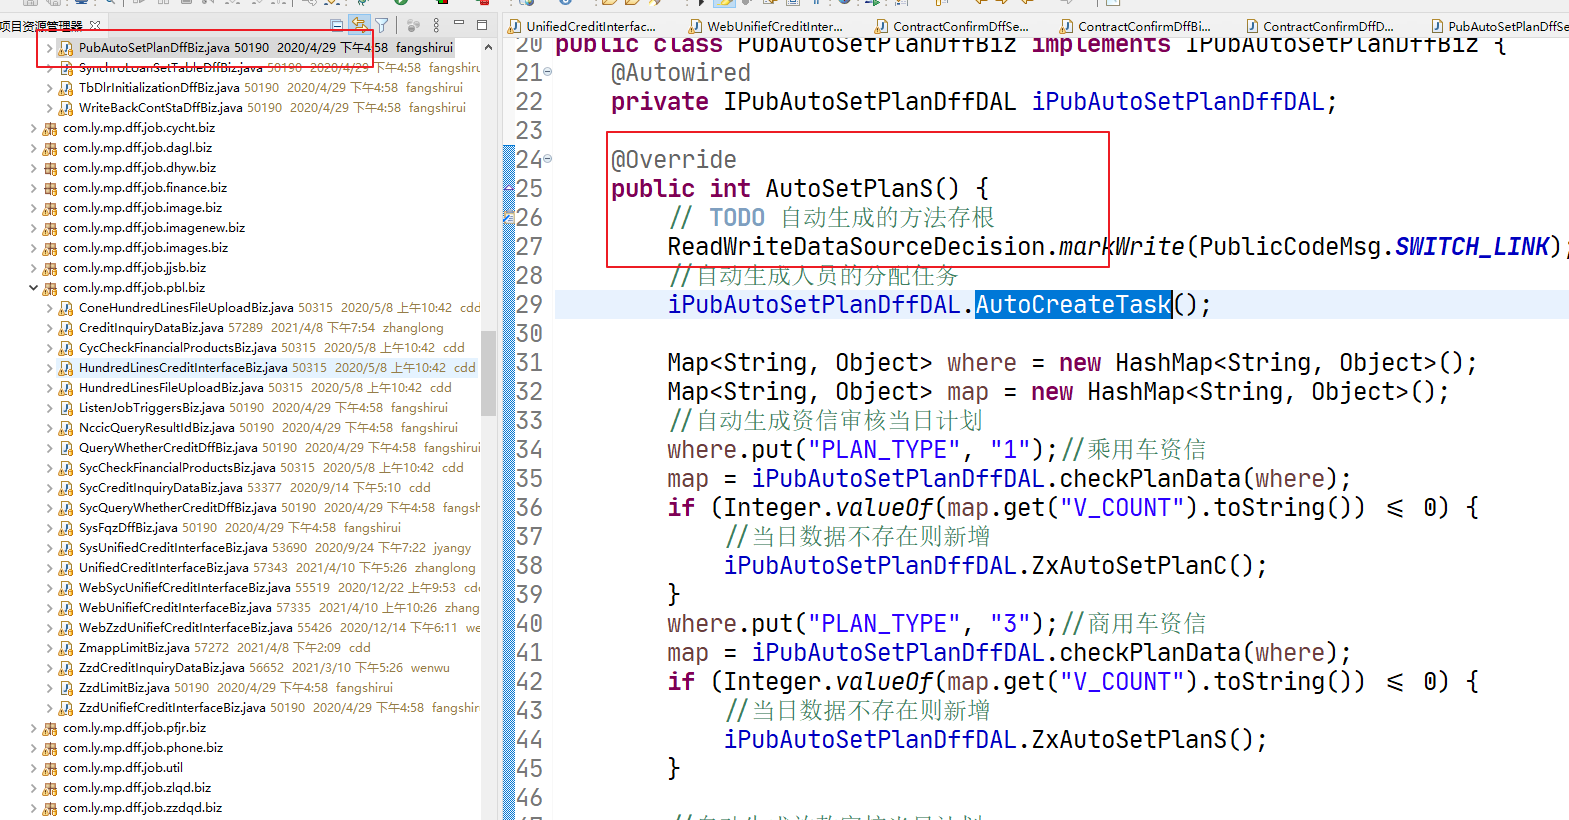 项目资源管理器
PubAutoSetPlanDffBiz.java 50190 2020/4/29 下午4:58 fangshirui
SynchroLoanSetTableDffBiz.java 50190 2020/4/29 下午4:58 fangshiru
TbDlrInitializationDffBiz.java 50190 2020/4/29 下午4:58 fangshirui
WriteBackContStaDffBiz.java 50190 2020/4/29 下午4:58 fangshirui
com.ly.mp.dff.job.cycht.biz
com.ly.mp.dff.job.dagl.biz
com.ly.mp.dff.job.dhyw.biz
com.ly.mp.dff.job.finance.biz
com.ly.mp.dff.job.image.biz
com.ly.mp.dff.job.imagenew.biz
com.ly.mp.dff.job.images.biz
com.ly.mp.dff.job.jjsb.biz
com.ly.mp.dff.job.pbl.biz
ConeHundredLinesFileUploadBiz.java 50315 2020/5/8 上午10:42 cdd
CreditInquiryDataBiz.java 57289 2021/4/8 下午7:54 zhanglong
CycCheckFinancialProductsBiz.java 50315 2020/5/8 上午10:42 cdd
HundredLinesCreditInterfaceBiz.java 50315 2020/5/8 上午10:42 cdd
HundredLinesFileUploadBiz.java 50315 2020/5/8 上午10:42 cdd
ListenJobTriggersBiz.java 50190 2020/4/29 下午4:58 fangshirui
NccicQueryResultIdBiz.java 50190 2020/4/29 下午4:58 fangshirui
QueryWhetherCreditDffBiz.java 50190 2020/4/29 下午4:58 fangshirui
SycCheckFinancialProductsBiz.java 50315 2020/5/8 上午10:42 cdd
SycCreditInquiryDataBiz.java 53377 2020/9/14 下午5:10 cdd
SycQueryWhetherCreditDffBiz.java 50190 2020/4/29 下午4:58 fangs
SysFqzDffBiz.java 50190 2020/4/29 下午4:58 fangshirui
SysUnifiedCreditInterfaceBiz.java 53690 2020/9/24 下午7:22 jyangy
UnifiedCreditInterfaceBiz.java 57343 2021/4/10 下午5:26 zhanglong
WebSycUnifiefCreditInterfaceBiz.java 55519 2020/12/22 上午9:53 cd
WebUnifiefCreditInterfaceBiz.java 57335 2021/4/10 上午10:26 zhang
WebZzdUnifiefCreditInterfaceBiz.java 55426 2020/12/14 下午6:11 we
ZmappLimitBiz.java 57272 2021/4/8 下午2:09 cdd
ZzdCreditInquiryDataBiz.java 56652 2021/3/10 下午5:26 wenwu
ZzdLimitBiz.java 50190 2020/4/29 下午4:58 fangshirui
ZzdUnifiefCreditInterfaceBiz.java 50190 2020/4/29 下午4:58 fangshir
com.ly.mp.dff.job.pfjr.biz
com.ly.mp.dff.job.phone.biz
com.ly.mp.dff.job.util
com.ly.mp.dff.job.zlqd.biz
com.ly.mp.dff.job.zzdqd.biz
UnifiedCreditInterfac... WebUnifiefCreditInter... ContractConfirmDffSe... ContractConfirmDffBi... ContractConfirmDffD... PubAutoSetPlanDffSe
20 public class PubAutoSetPlanDffBiz implements IPubAutoSetPlanDffBiz {
21 @Autowired
22 private IPubAutoSetPlanDffDAL iPubAutoSetPlanDffDAL;
23
24 @Override
25 public int AutoSetPlanS() {
26 // TODO 自动生成的方法存根
27 ReadWriteDataSourceDecision.markWrite(PublicCodeMsg.SWITCH_LINK);
28 //自动生成人员的分配任务
29 iPubAutoSetPlanDffDAL.AutoCreateTask();
30
31 Map<String, Object> where = new HashMap<String, Object>();
32 Map<String, Object> map = new HashMap<String, Object>();
33 //自动生成资信审核当日计划
34 where.put("PLAN_TYPE", "1");//乘用车资信
35 map = iPubAutoSetPlanDffDAL.checkPlanData(where);
36 if (Integer.valueOf(map.get("V_COUNT").toString()) <= 0) {
37 //当日数据不存在则新增
38 iPubAutoSetPlanDffDAL.ZxAutoSetPlanC();
39 }
40 where.put("PLAN_TYPE", "3");//商用车资信
41 map = iPubAutoSetPlanDffDAL.checkPlanData(where);
42 if (Integer.valueOf(map.get("V_COUNT").toString()) <= 0) {
43 //当日数据不存在则新增
44 iPubAutoSetPlanDffDAL.ZxAutoSetPlanS();
45 }
46